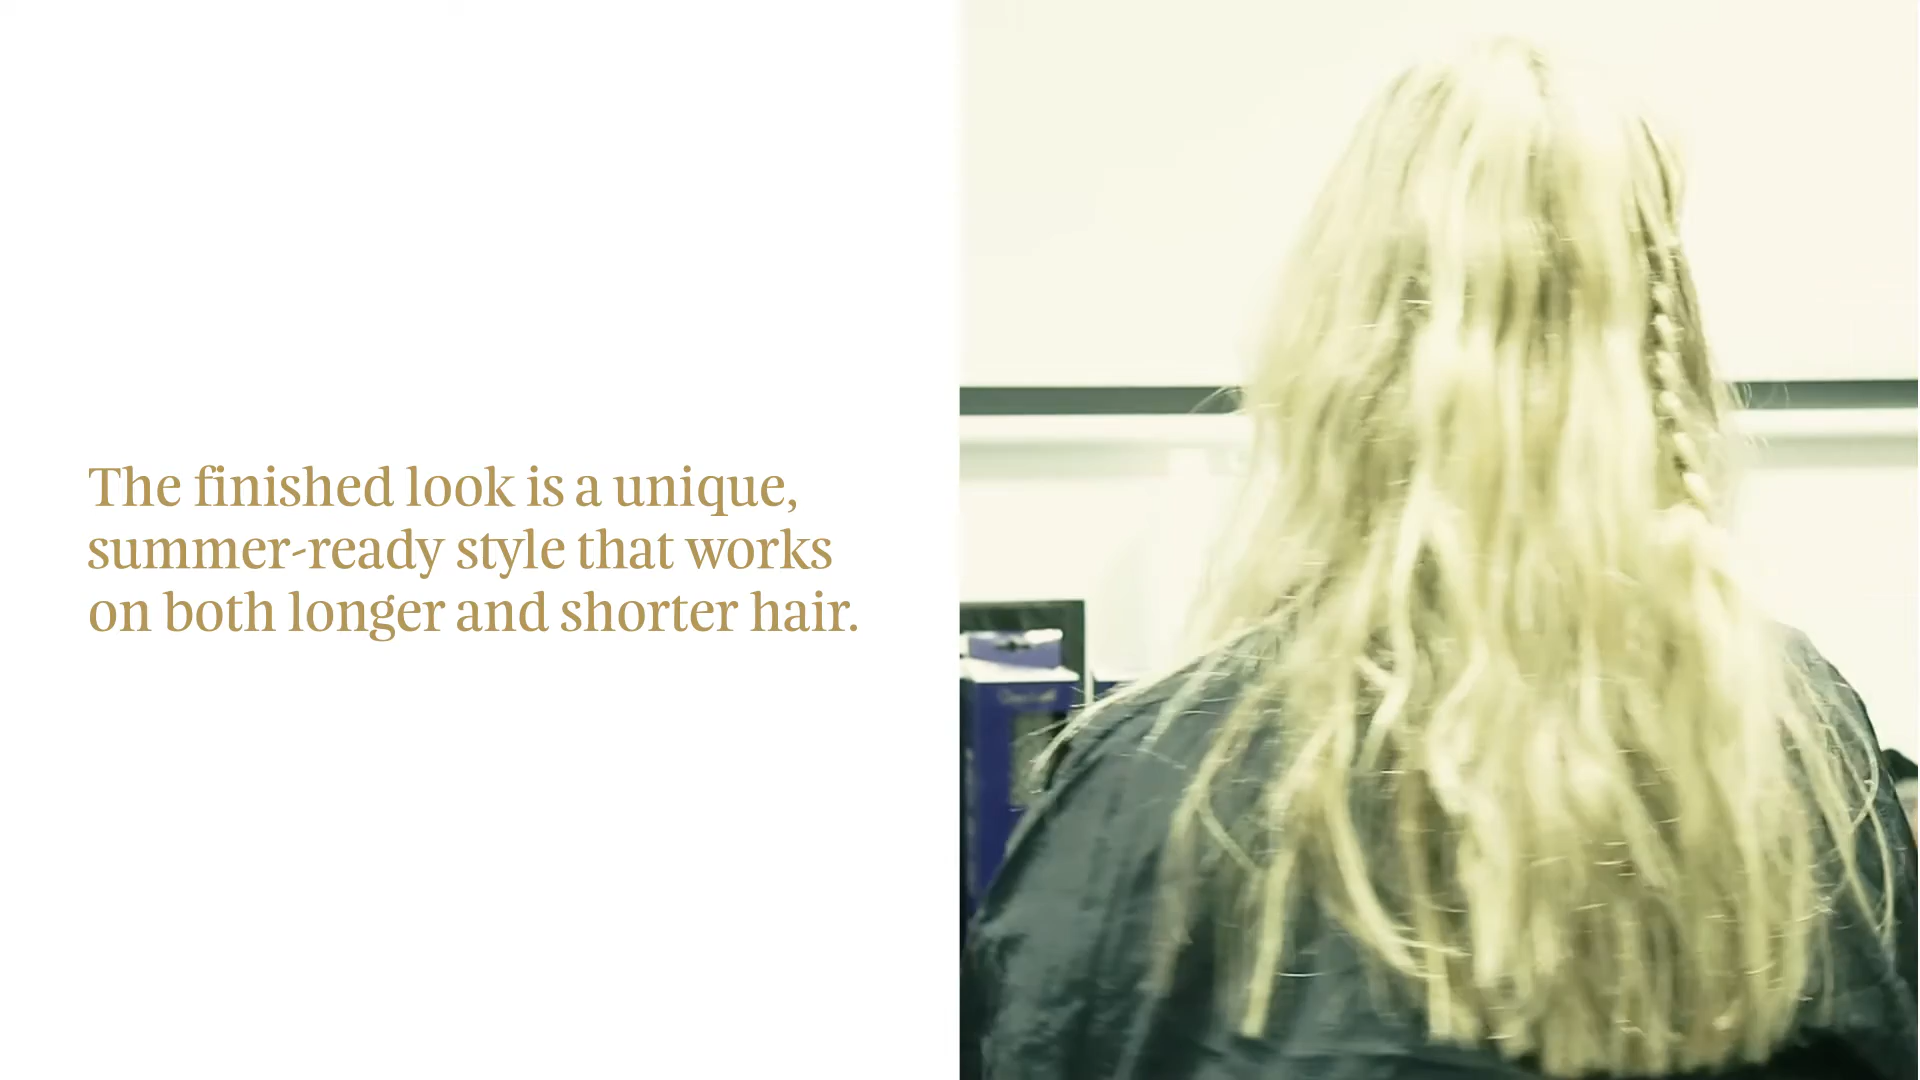 The finished look is a unique,
summer-ready style that works
on both longer and shorter hair.